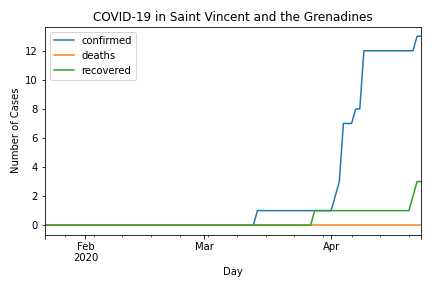 COVID-19 in Saint Vincent and the Grenadines
confirmed
deaths
recovered
Number of Cases
12
10
8
6
4
2
0
Feb
2020
Mar
Apr
Day